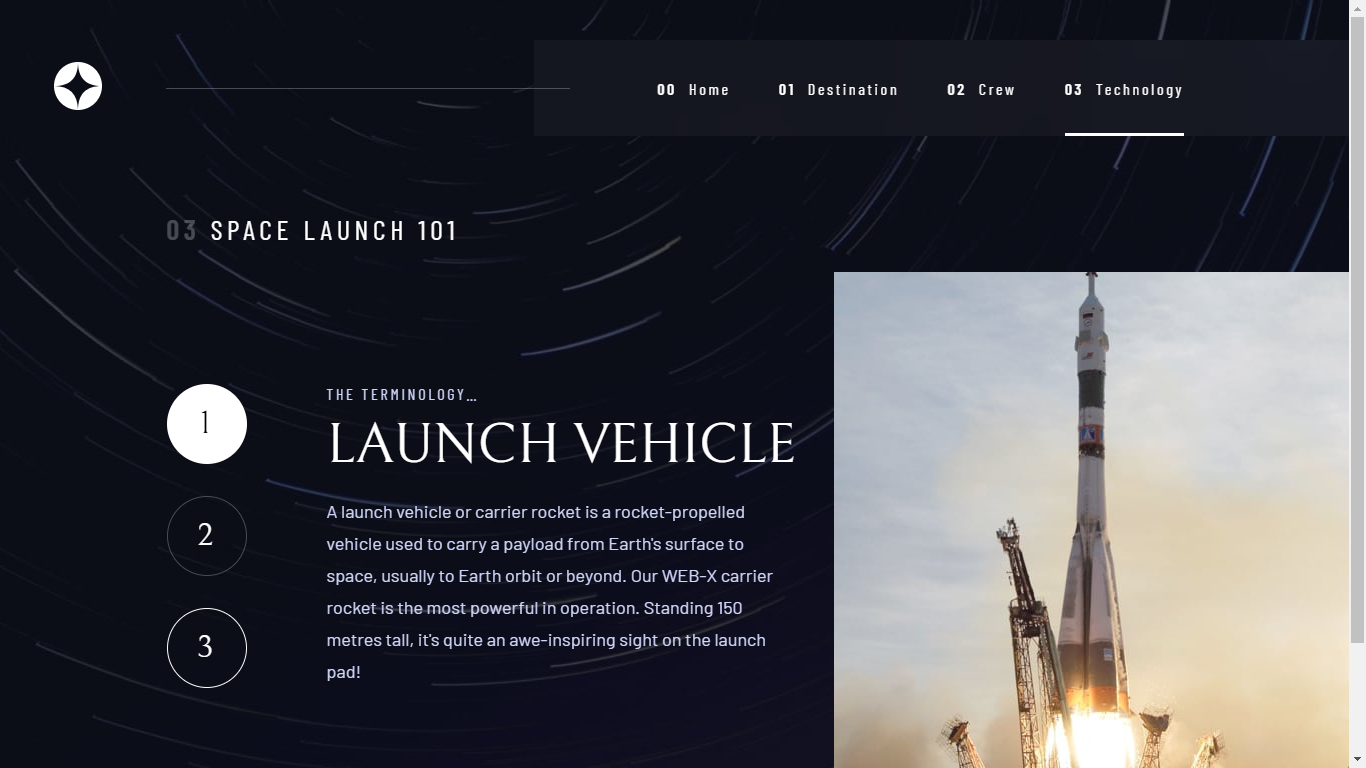 00 Home 01 Destination 02 Crew 03 Technology
03 SPACE LAUNCH 101
1
2
3
THE TERMINOLOGY…
LAUNCH VEHICLE
A launch vehicle or carrier rocket is a rocket-propelled
vehicle used to carry a payload from Earth's surface to
space, usually to Earth orbit or beyond. Our WEB-X carrier
rocket is the most powerful in operation. Standing 150
metres tall, it's quite an awe-inspiring sight on the launch
pad!